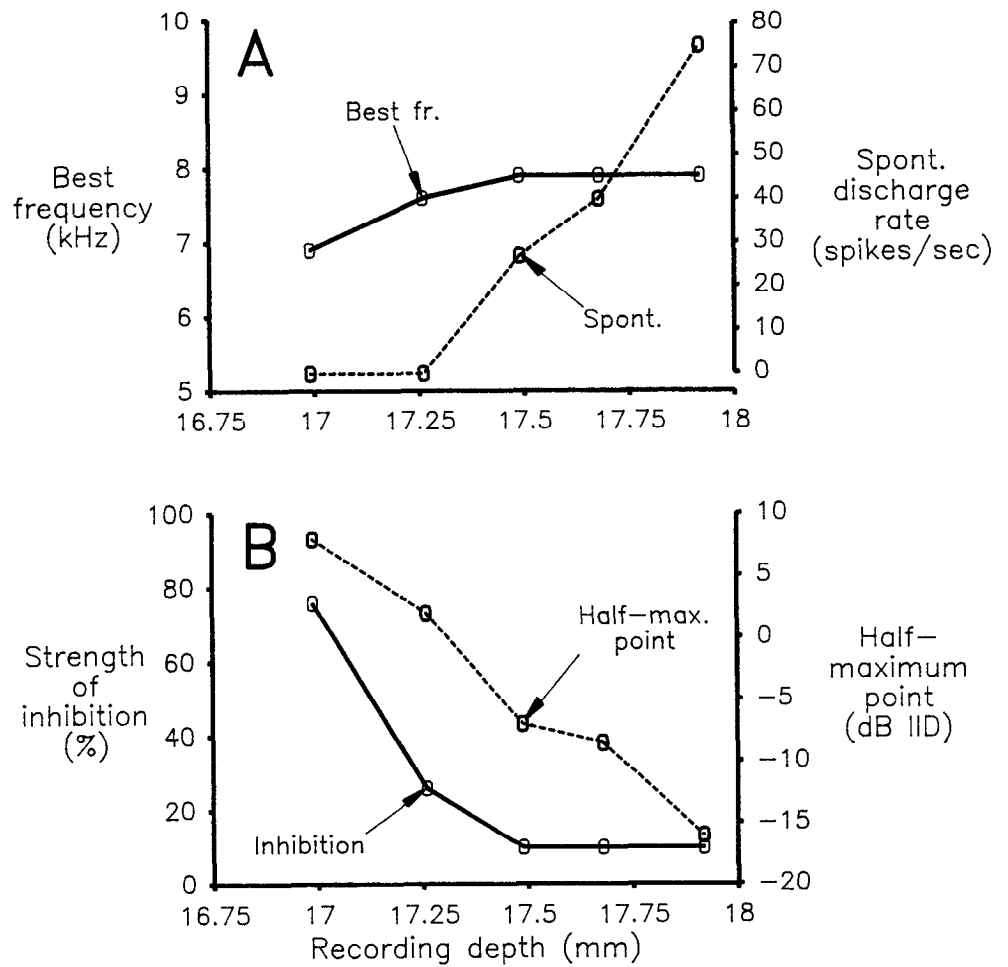 A
10
9
8
7
6
5
Best
frequency
(kHz)
Best fr.
Spont.
80
70
60
50
40
30
20
10
0
Spont.
discharge
rate
(spikes/sec)
16.75 17 17.25 17.5 17.75 18
B
100
80
60
40
20
0
Strength
of
inhibition
(%)
Half-max.
point
Inhibition
10
5
0
-5
-10
-15
-20
Half-
maximum
point
(dB IID)
16.75 17 17.25 17.5 17.75 18
Recording depth (mm)